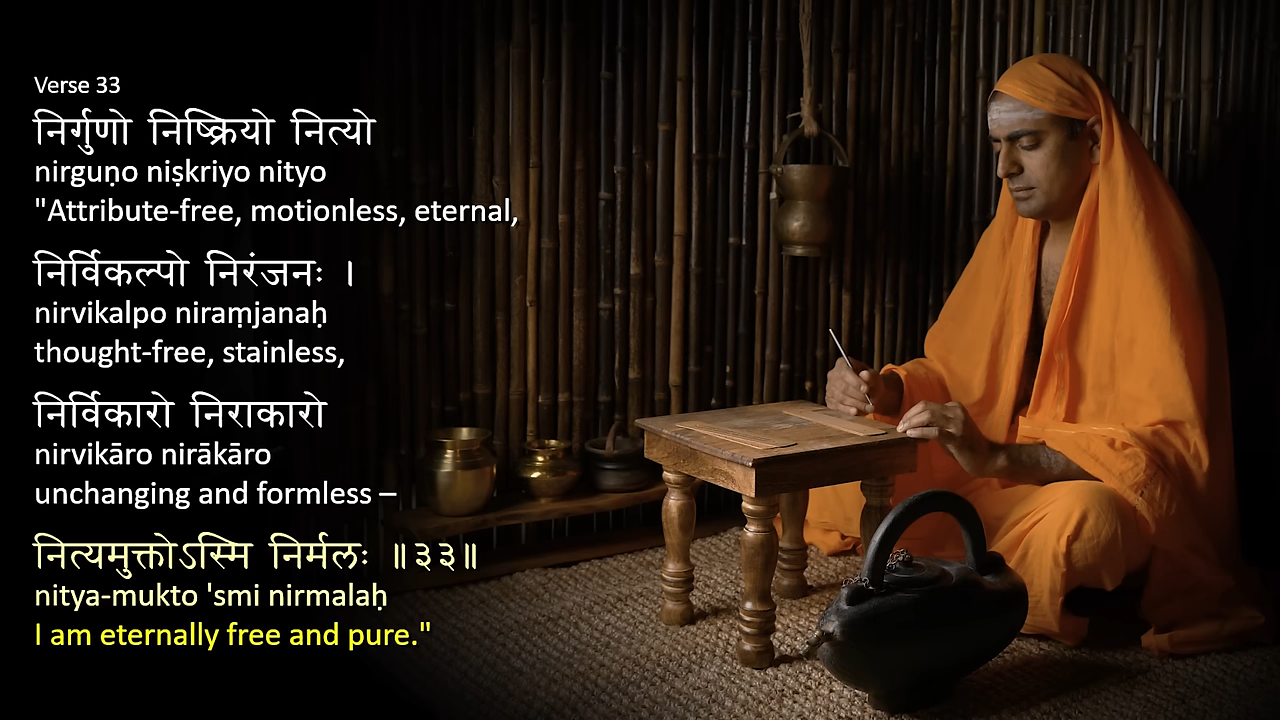 Verse 33
निर्गुणो निष्क्रियो नित्यो
nirguṇo niṣkriyo nityo
"Attribute-free, motionless, eternal,
निर्विकल्पो निरंजनः ।
nirvikalpo niraṃjanaḥ
thought-free, stainless,
निर्विकारो निराकारो
nirvikāro nirākāro
unchanging and formless –
नित्यमुक्तोऽस्मि निर्मलः ॥३३॥
nitya-mukto 'smi nirmalaḥ
I am eternally free and pure."